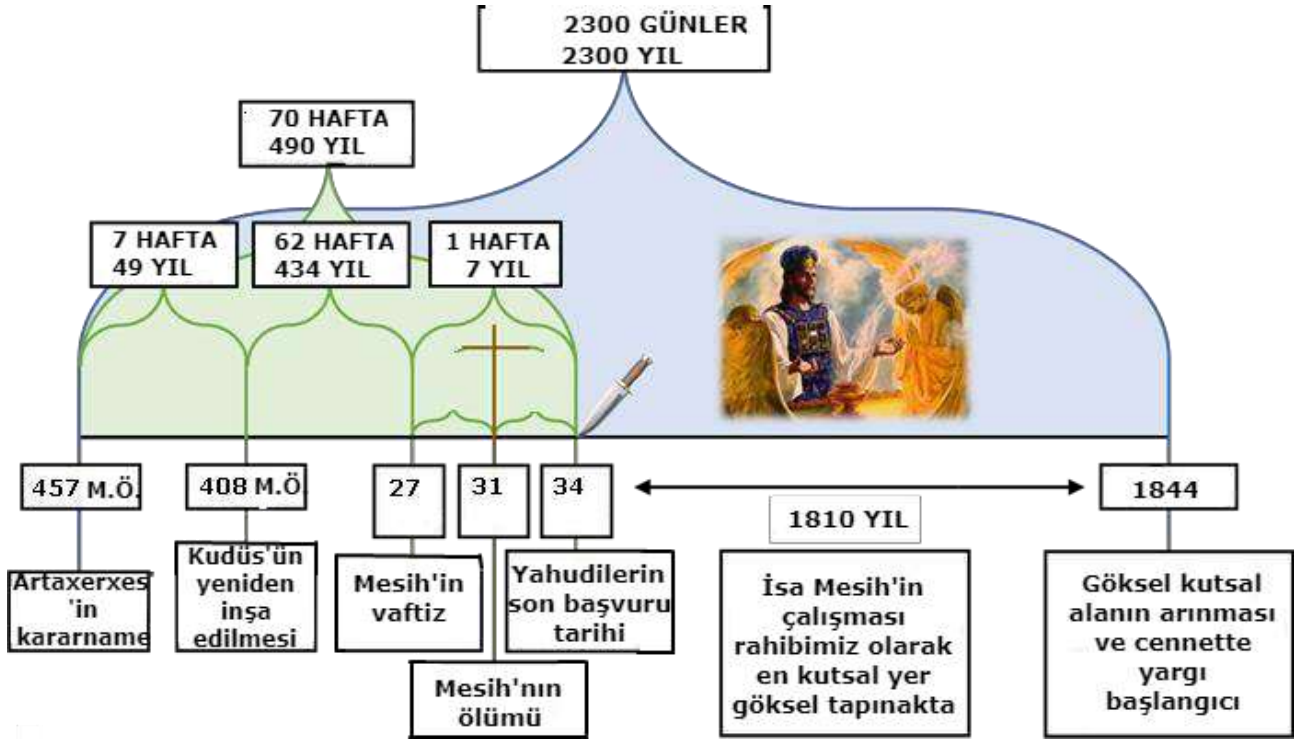 2300 GÜNLER
2300 YIL
70 HAFTA
490 YIL
7 HAFTA
49 YIL
62 HAFTA
434 YIL
1 HAFTA
7 YIL
457 M.Ö.
408 M.Ö.
27
31
34
1844
1810 YIL
Artaxerxes
'in
kararname
Kudüs'ün
yeniden
inşa
edilmesi
Mesih'in
vaftiz
Mesih'nın
ölümü
Yahudilerin
son başvuru
tarihi
İsa Mesih'in
çalışması
rahibimiz olarak
en kutsal yer
göksel tapınakta
Göksel kutsal
alanın arınması
ve cennette
yargı
başlangıcı